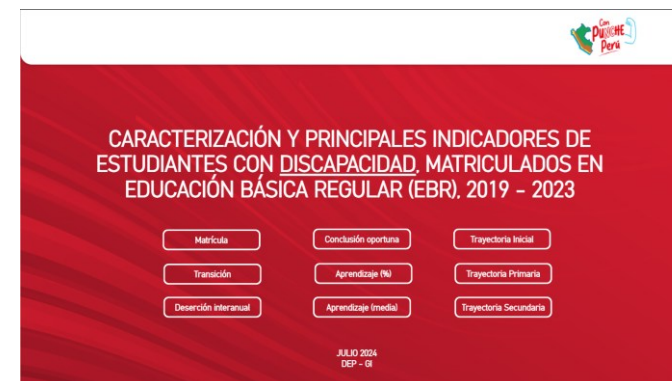 Con
PUNCHE
Perú
CARACTERIZACIÓN Y PRINCIPALES INDICADORES DE
ESTUDIANTES CON DISCAPACIDAD, MATRICULADOS EN
EDUCACIÓN BÁSICA REGULAR (EBR), 2019 – 2023
Matrícula
Conclusión oportuna
Trayectoria Inicial
Transición
Aprendizaje (%)
Trayectoria Primaria
Deserción interanual
Aprendizaje (media)
Trayectoria Secundaria
JULIO 2024
DEP – GI